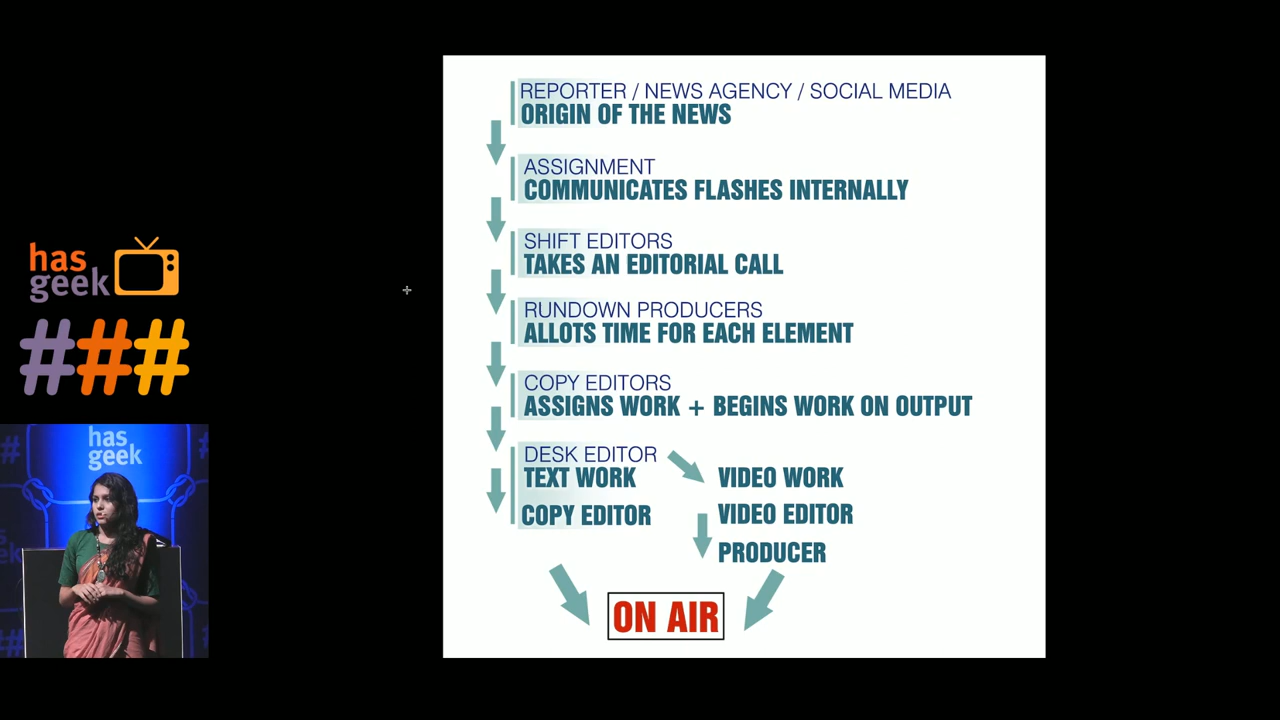 REPORTER / NEWS AGENCY / SOCIAL MEDIA
ORIGIN OF THE NEWS
ASSIGNMENT
COMMUNICATES FLASHES INTERNALLY
SHIFT EDITORS
TAKES AN EDITORIAL CALL
RUNDOWN PRODUCERS
ALLOTS TIME FOR EACH ELEMENT
COPY EDITORS
ASSIGNS WORK + BEGINS WORK ON OUTPUT
DESK EDITOR
TEXT WORK
COPY EDITOR
VIDEO WORK
VIDEO EDITOR
PRODUCER
ON AIR
has
geek
###
has
geek
#
#
has
geek
##